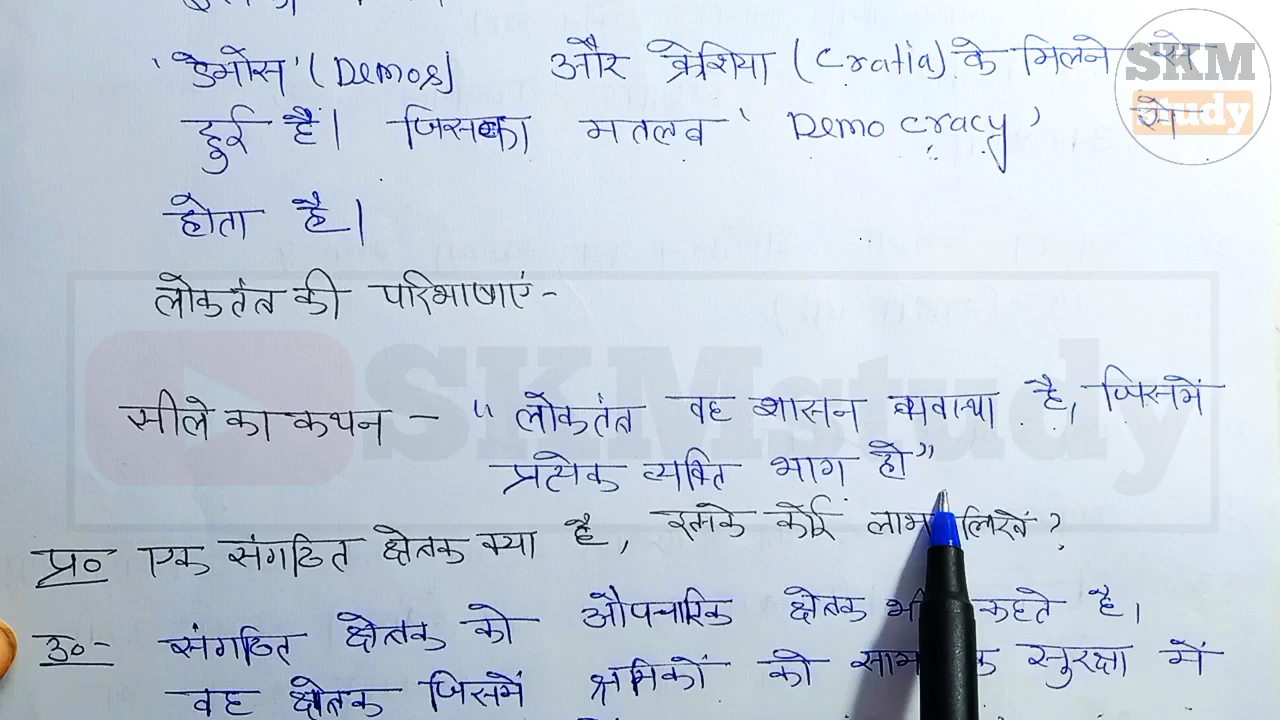 'डेमोस' (Demos) और क्रेशिया (Cratia) के मिलने से
हुई है। जिसका मतलब 'Democracy' से
होता है।
लोकतंत्र की परिभाषाएं -
सीले का कथन - "लोकतंत्र वह शासन व्यवस्था है, जिसमें
प्रत्येक व्यक्ति भाग हो"
प्र० एक संगठित क्षेत्रक क्या है, इसके कोई लाभ लिखें?
उ०- संगठित क्षेत्रक को औपचारिक क्षेत्रक भी कहते है।
वह क्षेत्रक जिसमें श्रमिकों को सुरक्षा में
SKM
Study
SKMstudy